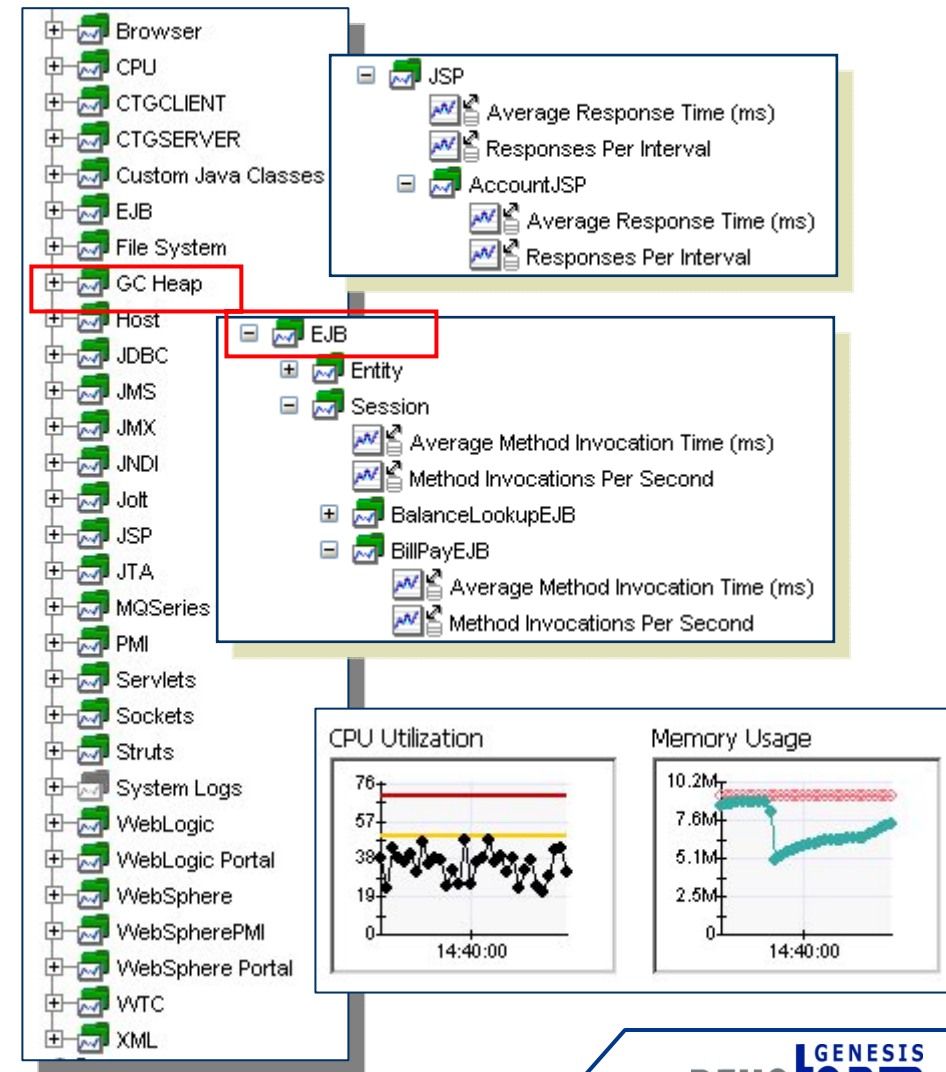 Browser
CPU
CTGCLIENT
CTGSERVER
Custom Java Classes
EJB
File System
GC Heap
Host
JDBC
JMS
JMX
JNDI
Jolt
JSP
JTA
MQSeries
PMI
Servlets
Sockets
Struts
System Logs
WebLogic
WebLogic Portal
WebSphere
WebSpherePMI
WebSphere Portal
WTC
XML
JSP
Average Response Time (ms)
Responses Per Interval
AccountJSP
Average Response Time (ms)
Responses Per Interval
EJB
Entity
Session
Average Method Invocation Time (ms)
Method Invocations Per Second
BalanceLookupEJB
BillPayEJB
Average Method Invocation Time (ms)
Method Invocations Per Second
CPU Utilization
76
57
38
19
0
14:40:00
Memory Usage
10.2M
7.6M
5.1M
2.5M
0
14:40:00
GENESIS